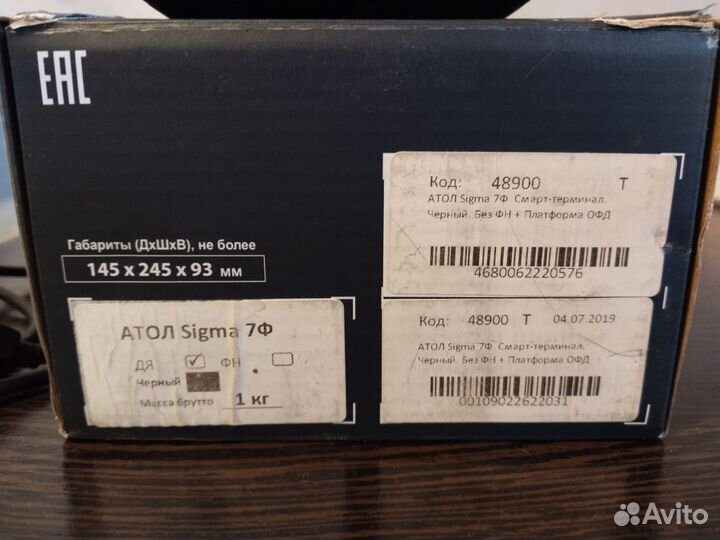 EAC
Код: 48900 Т
АТОЛ Sigma 7Ф Смарт-терминал.
Черный. Без ФН + Платформа ОФД
4680062220576
Габариты (ДхШхВ), не более
145 x 245 x 93 мм
АТОЛ Sigma 7Ф
ДЯ ФН
Черный
Масса брутто 1 кг
Код: 48900 Т 04.07.2019
АТОЛ Sigma 7Ф Смарт-терминал.
Черный. Без ФН + Платформа ОФД
00109022622031
Avito